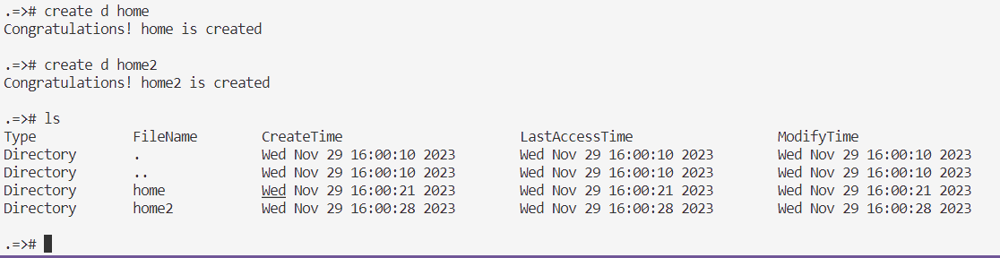 .=># create d home
Congratulations! home is created
.=># create d home2
Congratulations! home2 is created
.=># ls
Type FileName CreateTime LastAccessTime ModifyTime
Directory . Wed Nov 29 16:00:10 2023 Wed Nov 29 16:00:10 2023 Wed Nov 29 16:00:10 2023
Directory .. Wed Nov 29 16:00:10 2023 Wed Nov 29 16:00:10 2023 Wed Nov 29 16:00:10 2023
Directory home Wed Nov 29 16:00:21 2023 Wed Nov 29 16:00:21 2023 Wed Nov 29 16:00:21 2023
Directory home2 Wed Nov 29 16:00:28 2023 Wed Nov 29 16:00:28 2023 Wed Nov 29 16:00:28 2023
.=>#